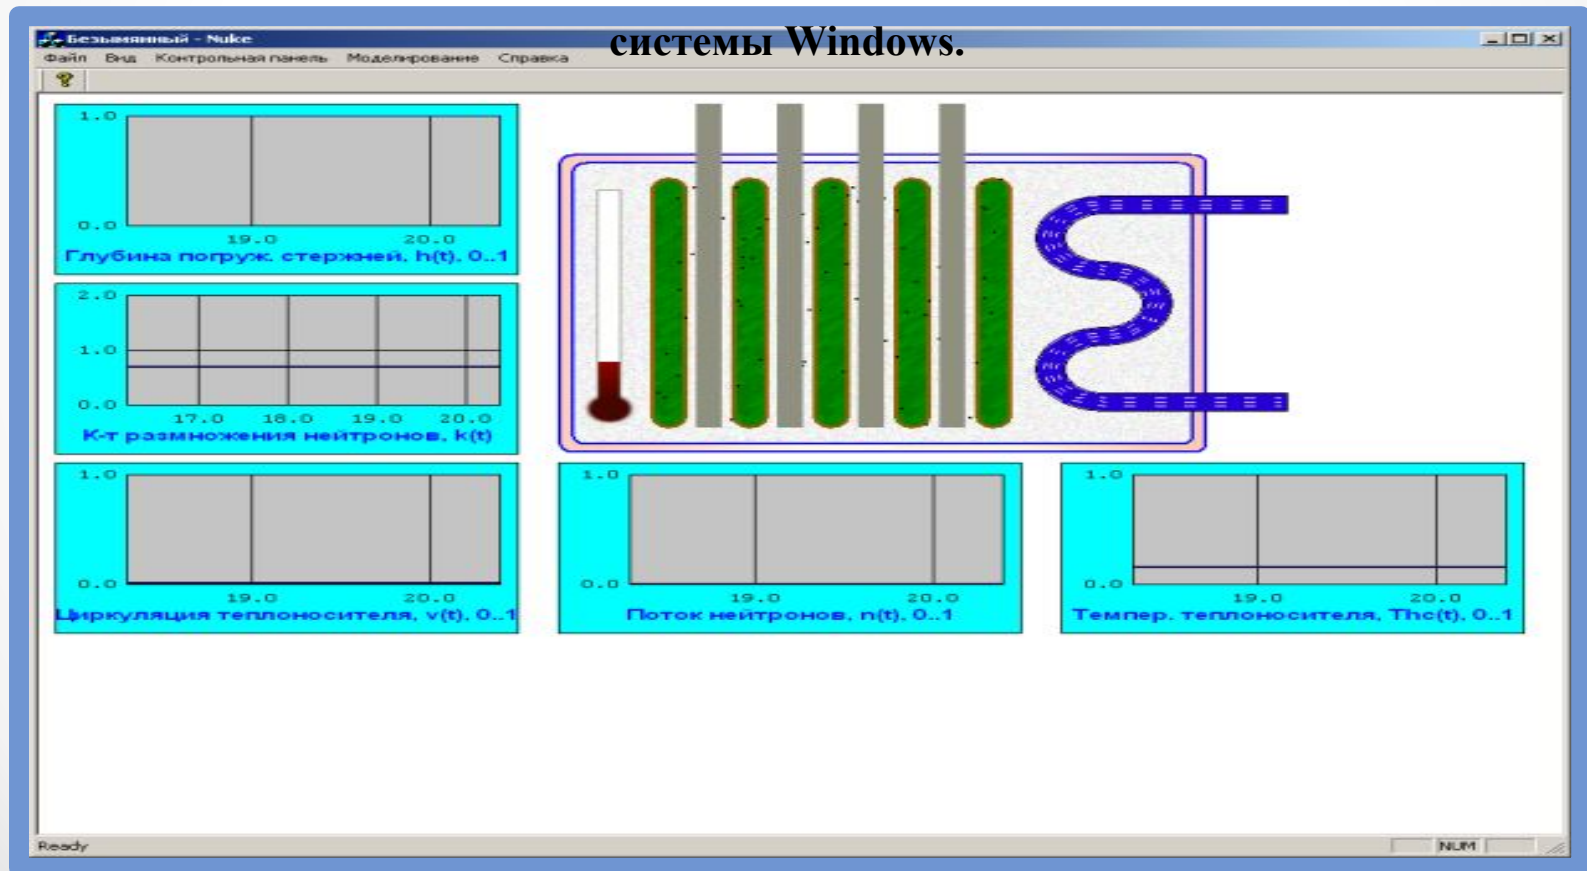 системы Windows.
Безымянный - Nuke
Файл Вид Контрольная панель Моделирование Справка
1.0
0.0
19.0 20.0
Глубина погруж. стержней, h(t), 0..1
2.0
1.0
0.0
17.0 18.0 19.0 20.0
К-т размножения нейтронов, k(t)
1.0
0.0
19.0 20.0
Циркуляция теплоносителя, v(t), 0..1
1.0
0.0
19.0 20.0
Поток нейтронов, n(t), 0..1
1.0
0.0
19.0 20.0
Темпер. теплоносителя, Thc(t), 0..1
Ready NUM